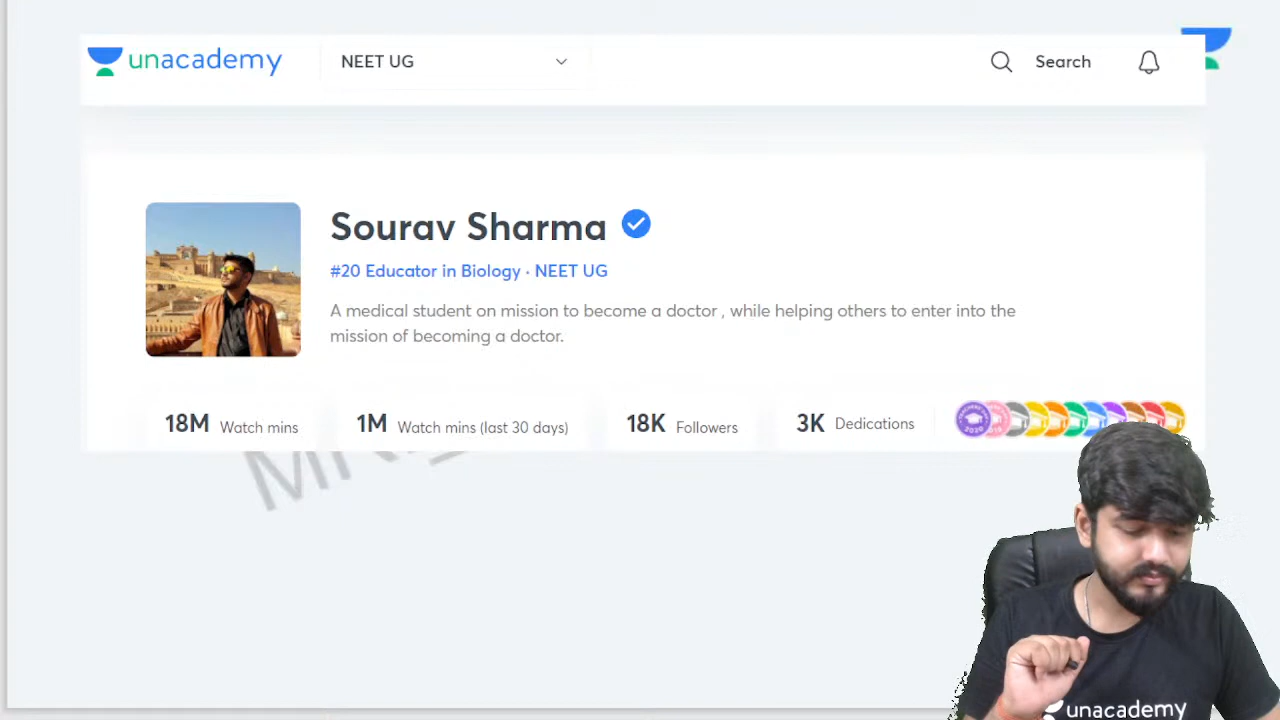 unacademy
NEET UG
Search
Sourav Sharma
#20 Educator in Biology · NEET UG
A medical student on mission to become a doctor , while helping others to enter into the
mission of becoming a doctor.
18M Watch mins
1M Watch mins (last 30 days)
18K Followers
3K Dedications
unacademy